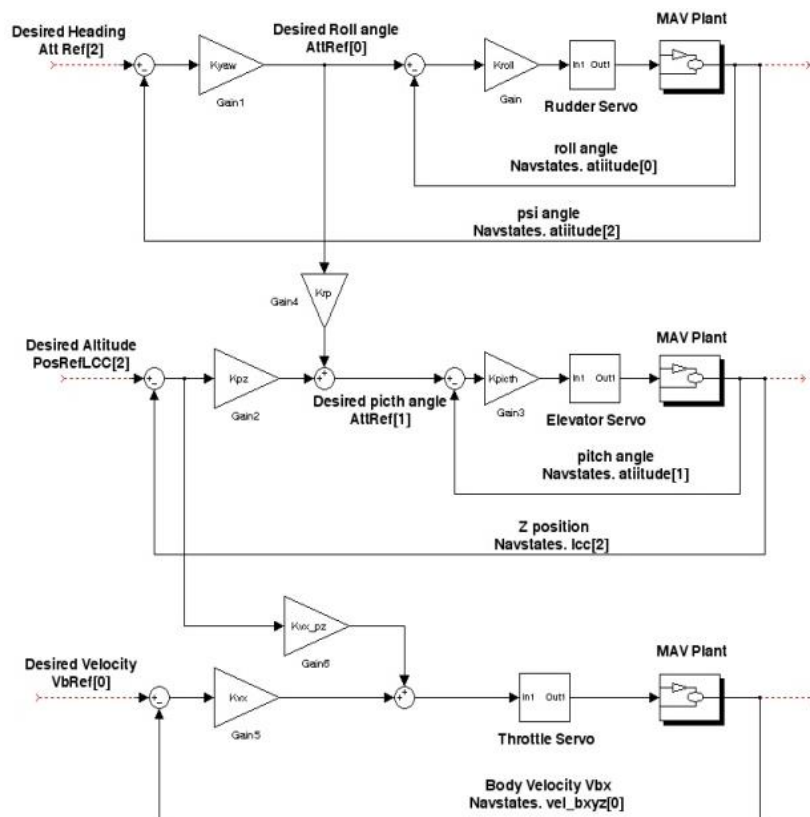 Desired Heading
Att Ref[2]
Desired Roll angle
AttRef[0]
MAV Plant
+
-
Kyaw
Gain1
+
-
Kroll
Gain
In1 Out1
Rudder Servo
roll angle
Navstates. atiitude[0]
psi angle
Navstates. atiitude[2]
Gain4
Krp
Desired Altitude
PosRefLCC[2]
MAV Plant
+
-
Kpz
Gain2
+
+
Desired picth angle
AttRef[1]
+
-
Kpicth
Gain3
In1 Out1
Elevator Servo
pitch angle
Navstates. atiitude[1]
Z position
Navstates. lcc[2]
Kvx_pz
Gain6
Desired Velocity
VbRef[0]
MAV Plant
+
-
Kvx
Gain5
+
+
In1 Out1
Throttle Servo
Body Velocity Vbx
Navstates. vel_bxyz[0]